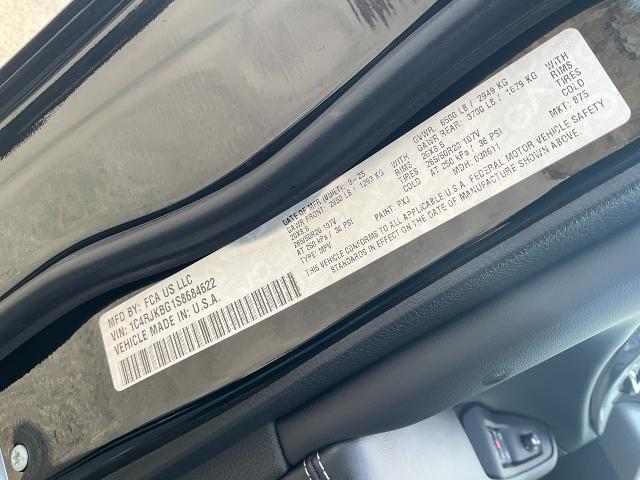 MFD BY: FCA US LLC
VIN: 1C4RJKBG1S8684622
VEHICLE MADE IN U.S.A.
DATE OF MFR. (BUILT): 3-25
GAWR FRONT: 2850 LB / 1293 KG WITH
20X8.5 RIMS
265/50R20 107V TIRES
AT 250 kPa / 36 PSI COLD
TYPE: MPV PAINT: PXJ
GVWR: 6500 LB / 2949 KG
GAWR REAR: 3700 LB / 1679 KG WITH
20X8.5 RIMS
265/50R20 107V TIRES
AT 250 kPa / 36 PSI COLD
MDH: 030611 MKT: 875
THIS VEHICLE CONFORMS TO ALL APPLICABLE U.S.A. FEDERAL MOTOR VEHICLE SAFETY
STANDARDS IN EFFECT ON THE DATE OF MANUFACTURE SHOWN ABOVE.